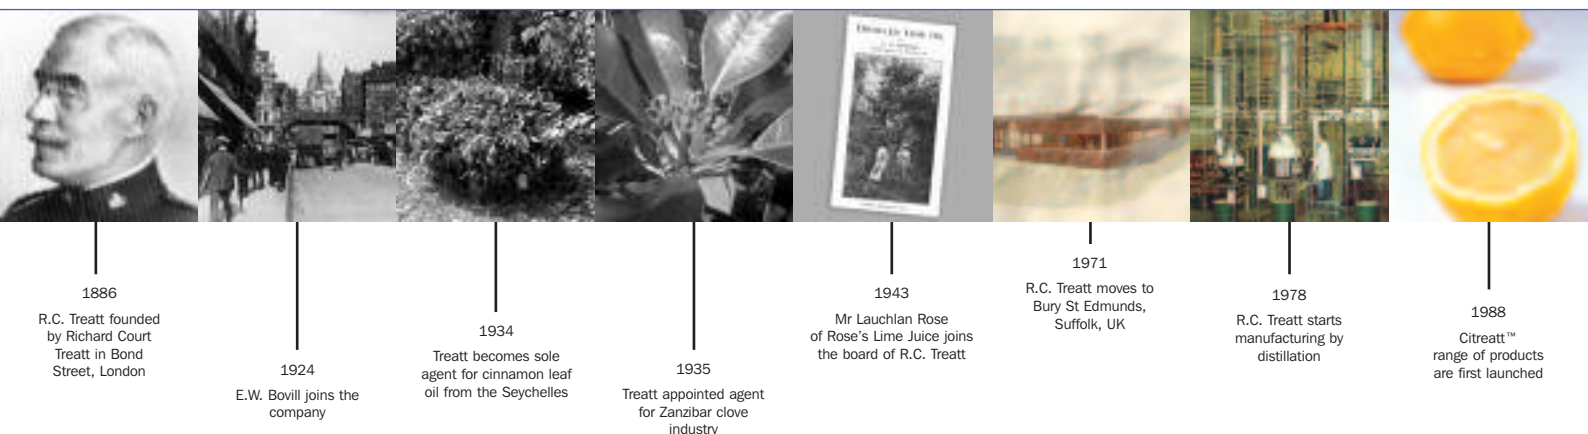 1886
R.C. Treatt founded
by Richard Court
Treatt in Bond
Street, London
1924
E.W. Bovill joins the
company
1934
Treatt becomes sole
agent for cinnamon leaf
oil from the Seychelles
1935
Treatt appointed agent
for Zanzibar clove
industry
1943
Mr Lauchlan Rose
of Rose's Lime Juice joins
the board of R.C. Treatt
1971
R.C. Treatt moves to
Bury St Edmunds,
Suffolk, UK
1978
R.C. Treatt starts
manufacturing by
distillation
1988
Citreatt™
range of products
are first launched